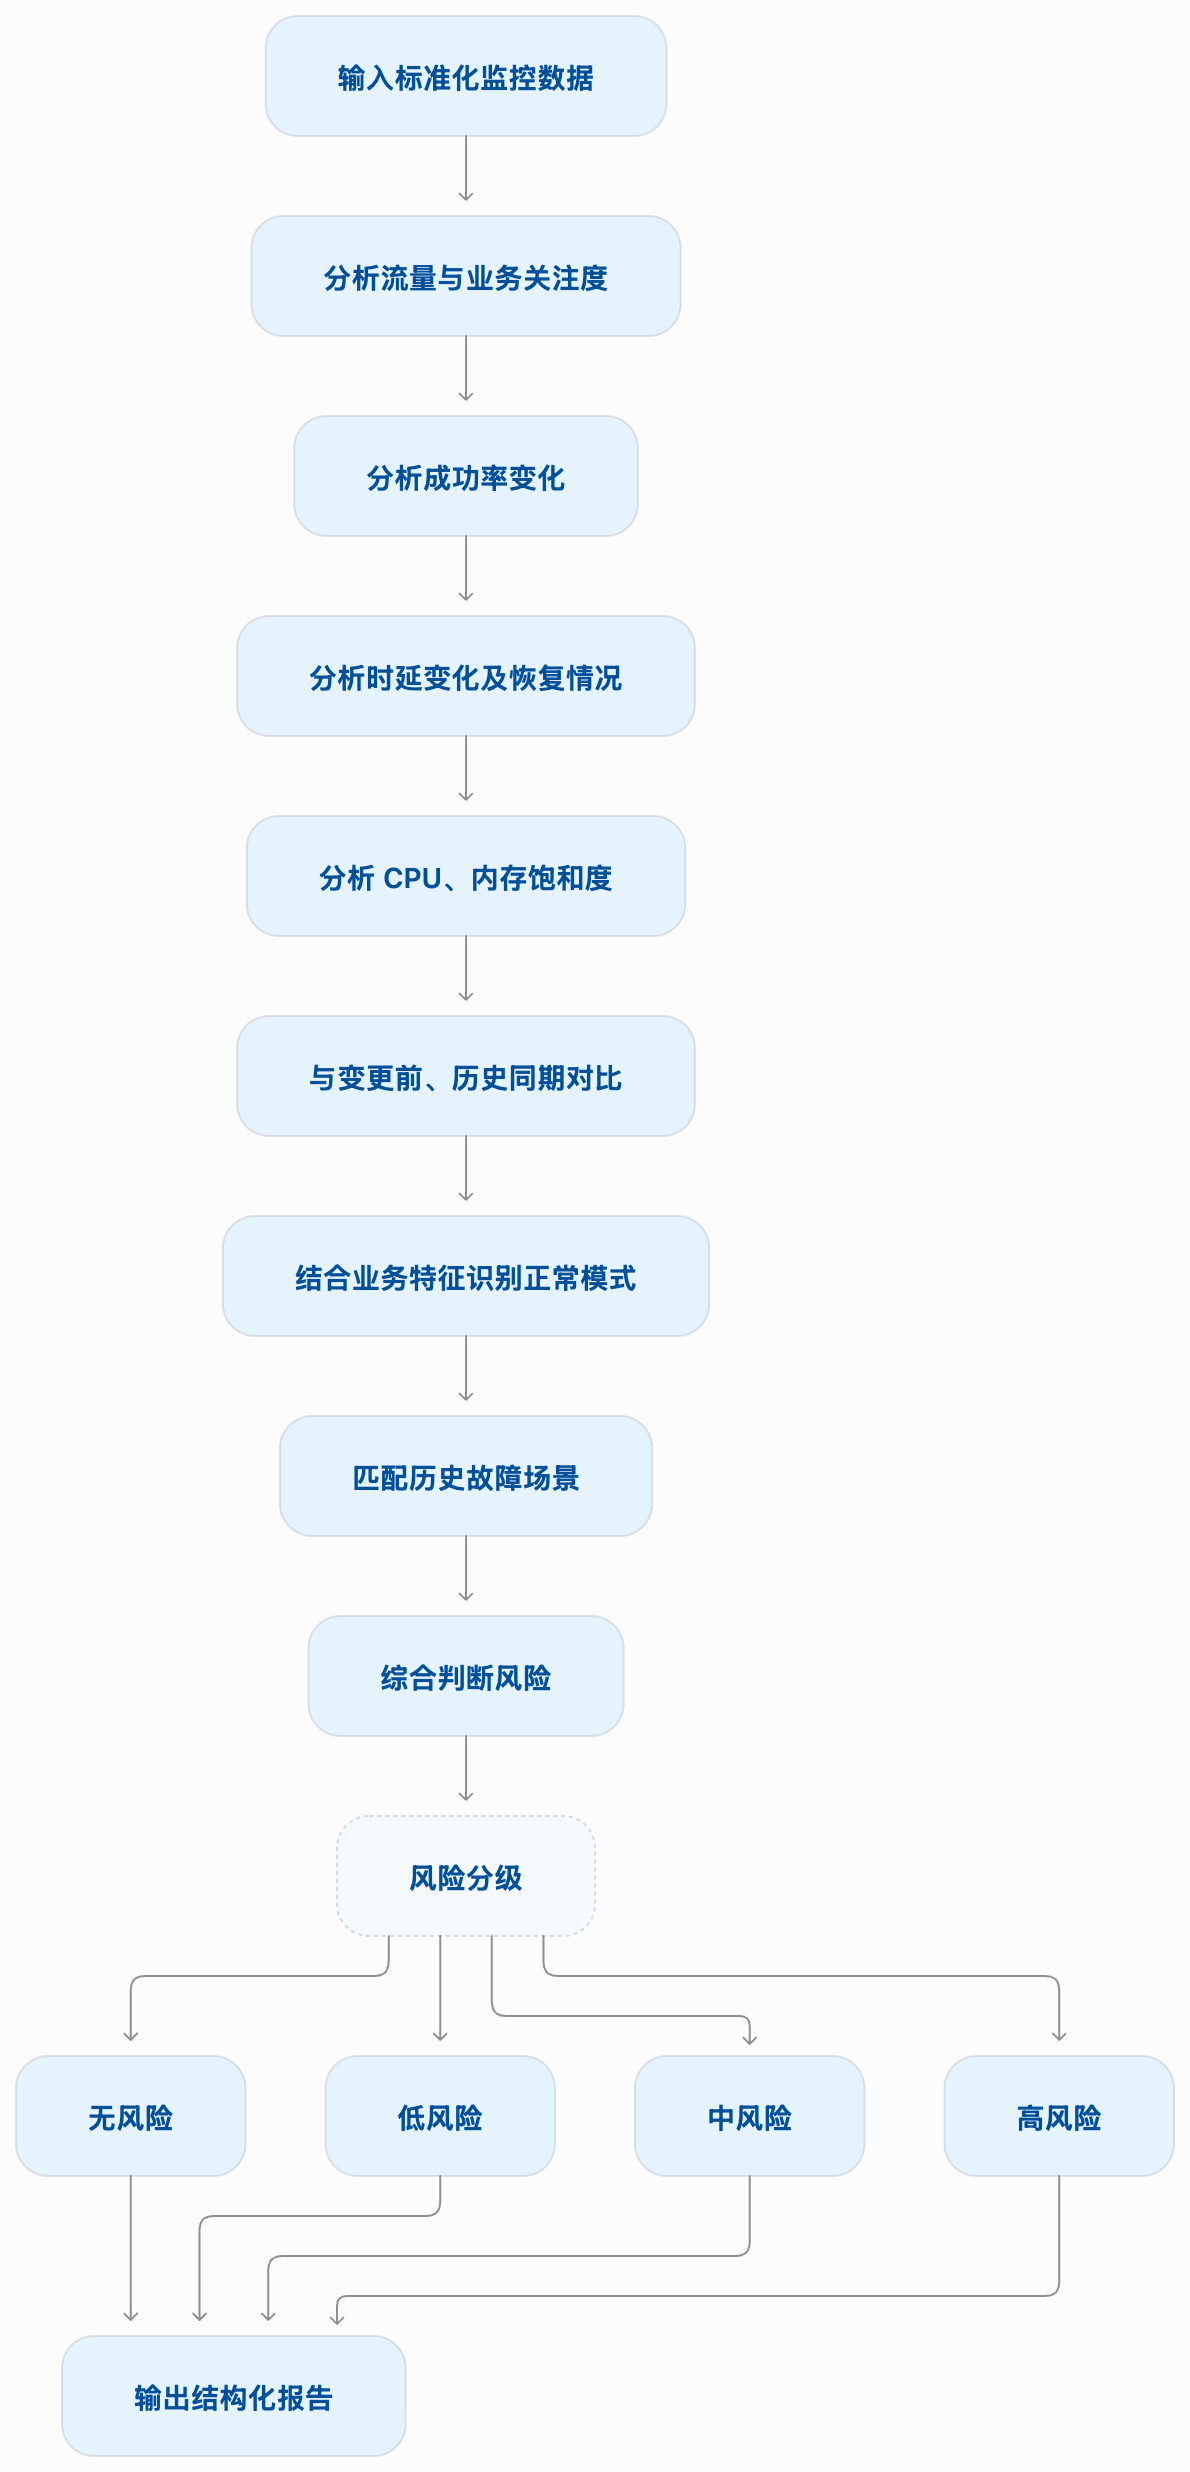 输入标准化监控数据
分析流量与业务关注度
分析成功率变化
分析时延变化及恢复情况
分析 CPU、内存饱和度
与变更前、历史同期对比
结合业务特征识别正常模式
匹配历史故障场景
综合判断风险
风险分级
无风险
低风险
中风险
高风险
输出结构化报告